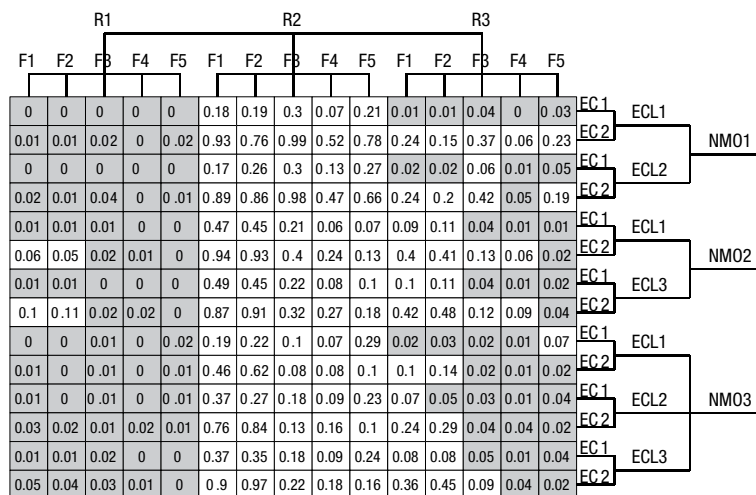 R1 R2 R3
F1 F2 F3 F4 F5 F1 F2 F3 F4 F5 F1 F2 F3 F4 F5
0 0 0 0 0 0.18 0.19 0.3 0.07 0.21 0.01 0.01 0.04 0 0.03 EC1 ECL1
0.01 0.01 0.02 0 0.02 0.93 0.76 0.99 0.52 0.78 0.24 0.15 0.37 0.06 0.23 EC2 NMO1
0 0 0 0 0 0.17 0.26 0.3 0.13 0.27 0.02 0.02 0.06 0.01 0.05 EC1 ECL2
0.02 0.01 0.04 0 0.01 0.89 0.86 0.98 0.47 0.66 0.24 0.2 0.42 0.05 0.19 EC2
0.01 0.01 0.01 0 0 0.47 0.45 0.21 0.06 0.07 0.09 0.11 0.04 0.01 0.01 EC1 ECL1
0.06 0.05 0.02 0.01 0 0.94 0.93 0.4 0.24 0.13 0.4 0.41 0.13 0.06 0.02 EC2 NMO2
0.01 0.01 0 0 0 0.49 0.45 0.22 0.08 0.1 0.1 0.11 0.04 0.01 0.02 EC1 ECL3
0.1 0.11 0.02 0.02 0 0.87 0.91 0.32 0.27 0.18 0.42 0.48 0.12 0.09 0.04 EC2
0 0 0.01 0 0.02 0.19 0.22 0.1 0.07 0.29 0.02 0.03 0.02 0.01 0.07 EC1 ECL1
0.01 0 0.01 0 0.01 0.46 0.62 0.08 0.08 0.1 0.1 0.14 0.02 0.01 0.02 EC2
0.01 0 0.01 0 0.01 0.37 0.27 0.18 0.09 0.23 0.07 0.05 0.03 0.01 0.04 EC1 ECL2 NMO3
0.03 0.02 0.01 0.02 0.01 0.76 0.84 0.13 0.16 0.1 0.24 0.29 0.04 0.04 0.02 EC2
0.01 0.01 0.02 0 0 0.37 0.35 0.18 0.09 0.24 0.08 0.08 0.05 0.01 0.04 EC1 ECL3
0.05 0.04 0.03 0.01 0 0.9 0.97 0.22 0.18 0.16 0.36 0.45 0.09 0.04 0.02 EC2